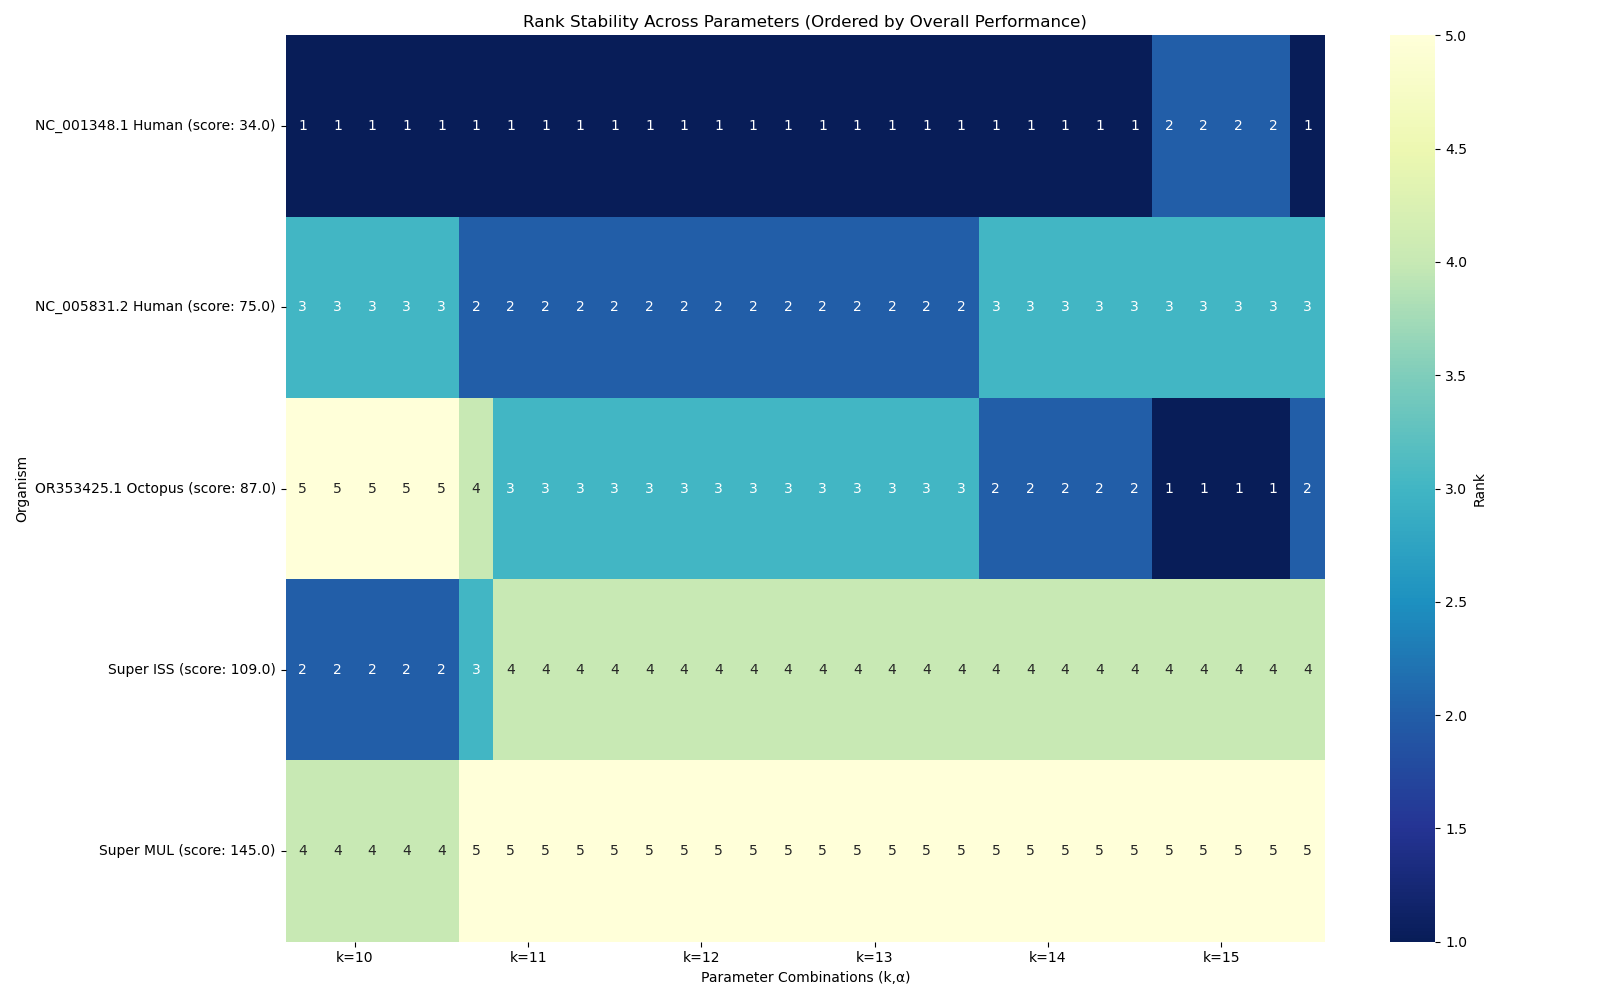 Rank Stability Across Parameters (Ordered by Overall Performance)
NC_001348.1 Human (score: 34.0) 1 1 1 1 1 1 1 1 1 1 1 1 1 1 1 1 1 1 1 1 1 1 1 1 1 2 2 2 2 1
NC_005831.2 Human (score: 75.0) 3 3 3 3 3 2 2 2 2 2 2 2 2 2 2 2 2 2 2 2 3 3 3 3 3 3 3 3 3 3
OR353425.1 Octopus (score: 87.0) 5 5 5 5 5 4 3 3 3 3 3 3 3 3 3 3 3 3 3 3 2 2 2 2 2 1 1 1 1 2
Super ISS (score: 109.0) 2 2 2 2 2 3 4 4 4 4 4 4 4 4 4 4 4 4 4 4 4 4 4 4 4 4 4 4 4 4
Super MUL (score: 145.0) 4 4 4 4 4 5 5 5 5 5 5 5 5 5 5 5 5 5 5 5 5 5 5 5 5 5 5 5 5 5
Organism
k=10 k=11 k=12 k=13 k=14 k=15
Parameter Combinations (k,α)
5.0
4.5
4.0
3.5
3.0
2.5
2.0
1.5
1.0
Rank